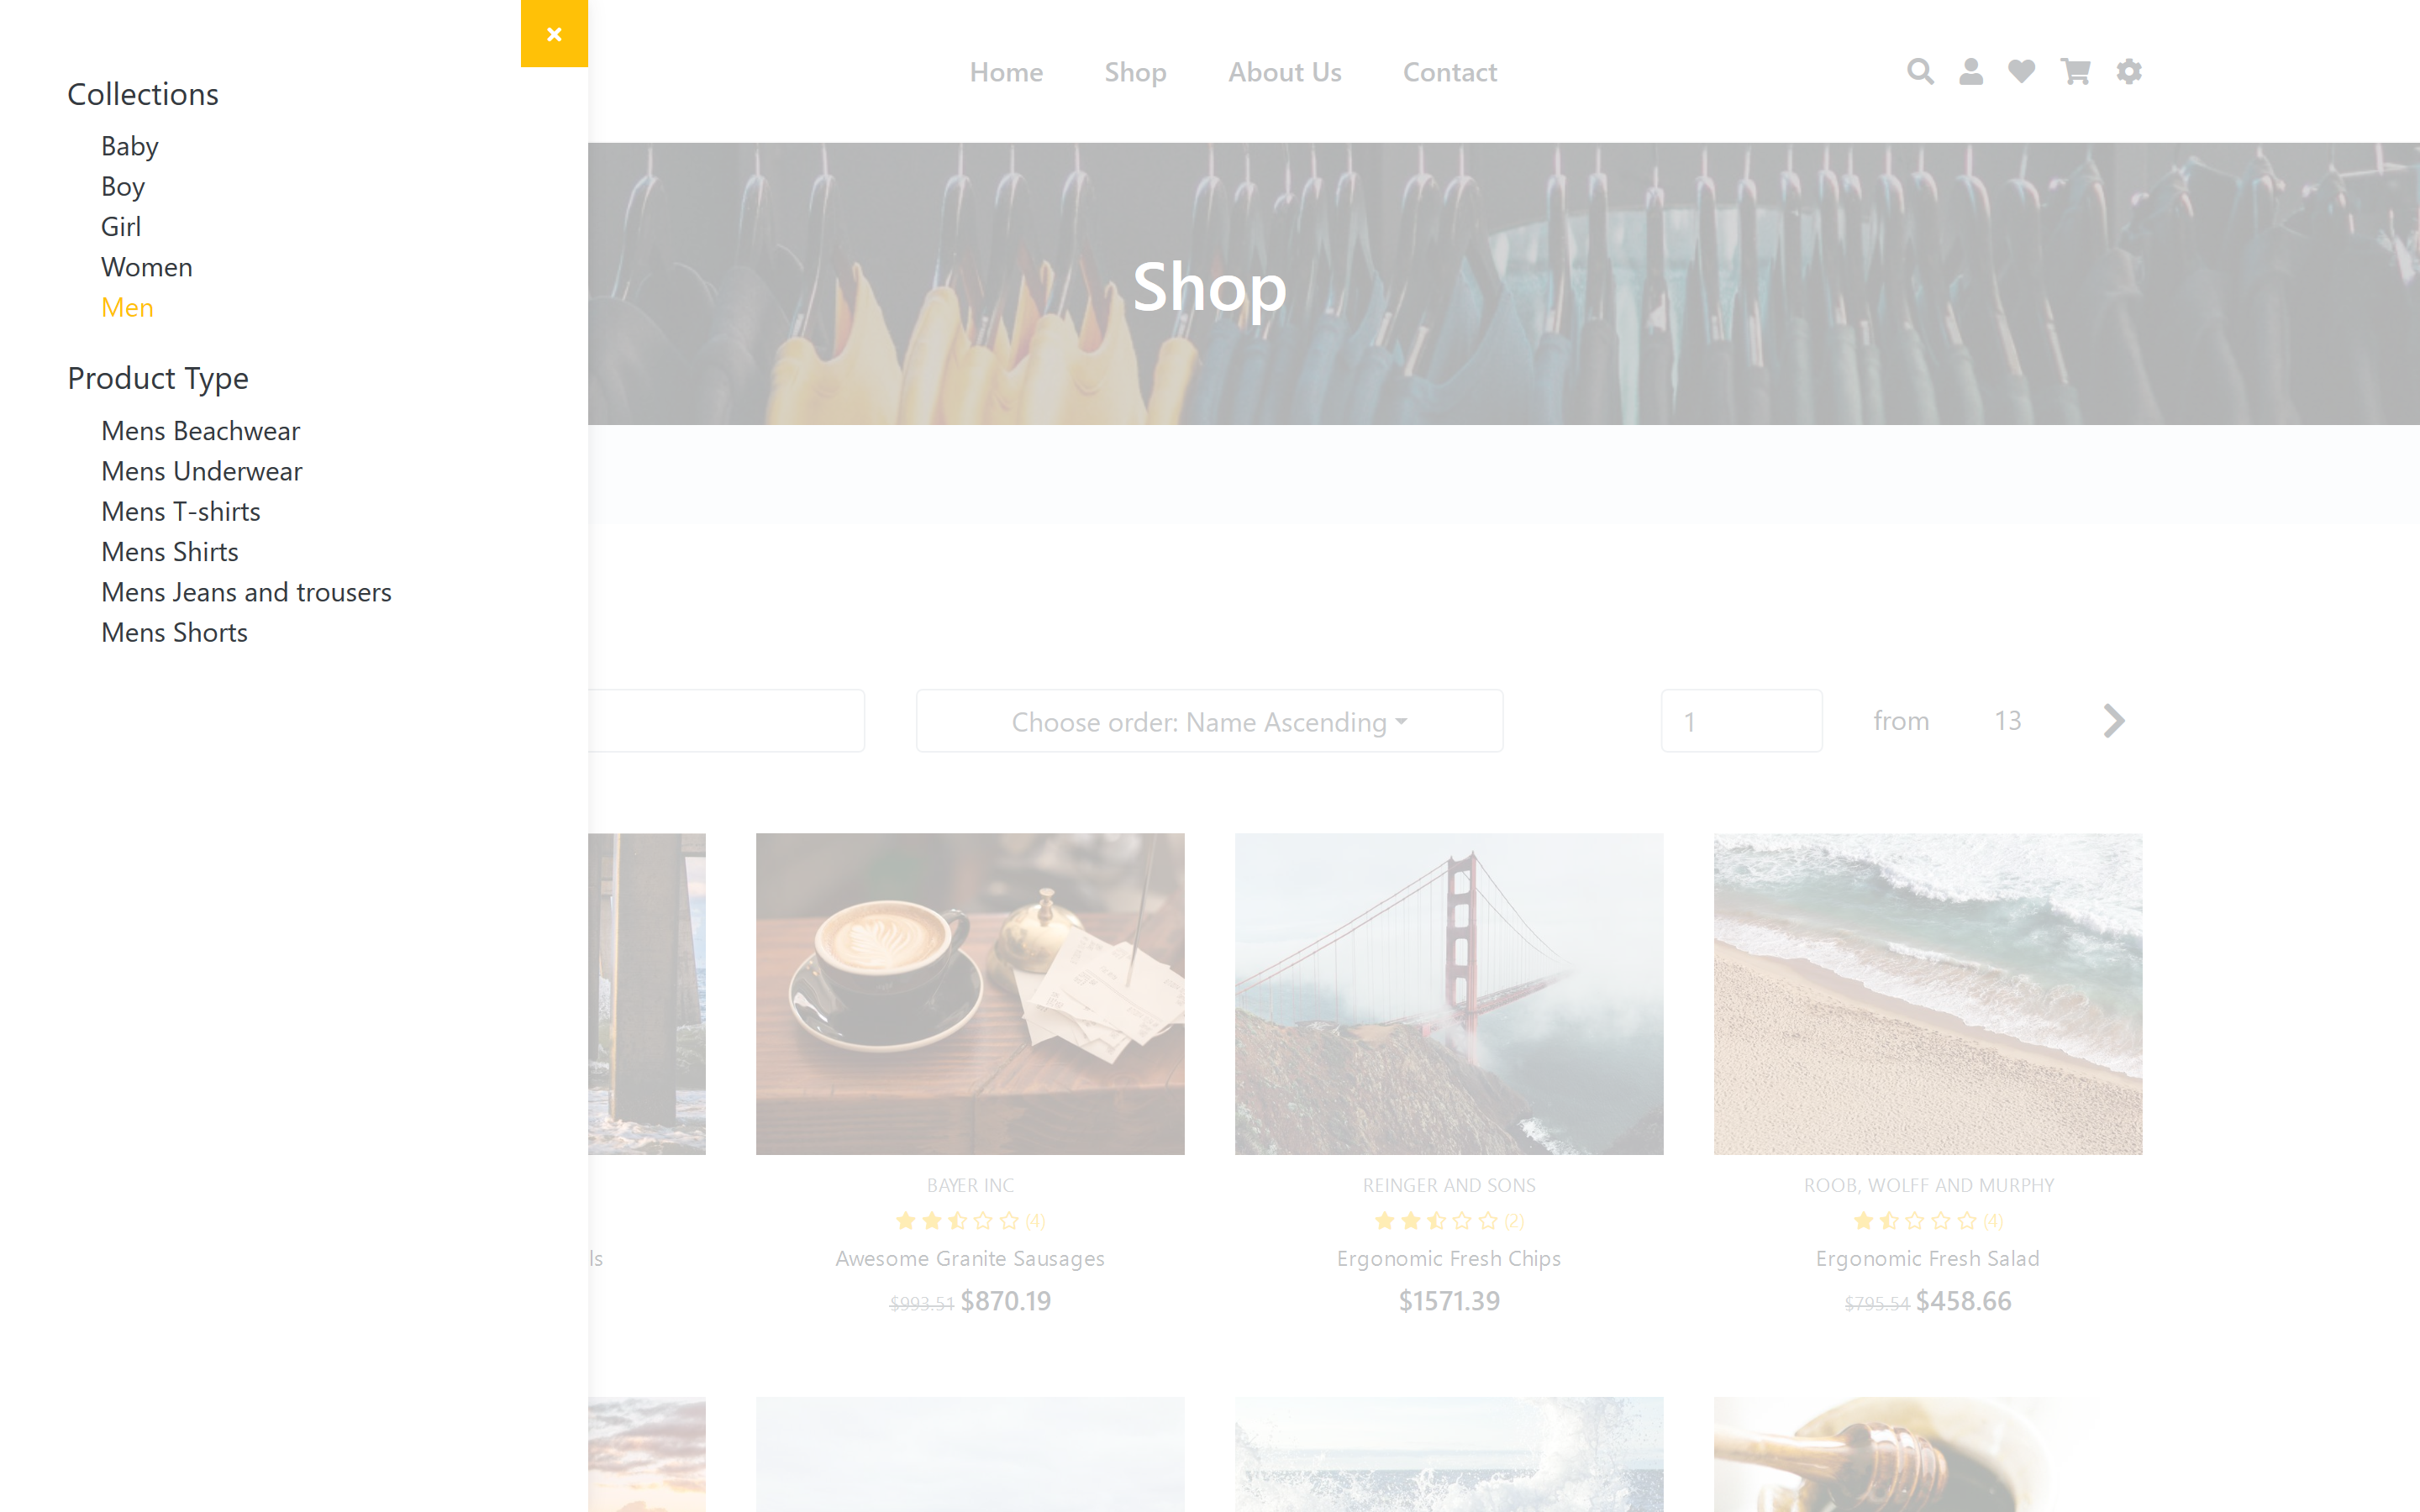 Collections
Baby
Boy
Girl
Women
Men
Product Type
Mens Beachwear
Mens Underwear
Mens T-shirts
Mens Shirts
Mens Jeans and trousers
Mens Shorts
Home Shop About Us Contact
Shop
Choose order: Name Ascending
1 from 13
ls
BAYER INC
(4)
Awesome Granite Sausages
$993.51 $870.19
REINGER AND SONS
(2)
Ergonomic Fresh Chips
$1571.39
ROOB, WOLFF AND MURPHY
(4)
Ergonomic Fresh Salad
$795.54 $458.66